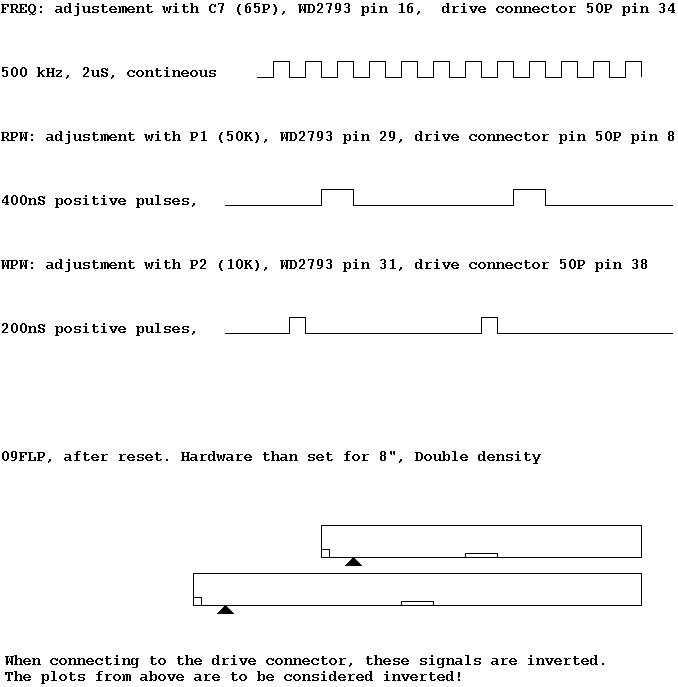 FREQ: adjustement with C7 (65P), WD2793 pin 16,  drive connector 50P pin 34
500 kHz, 2uS, contineous
RPW: adjustment with P1 (50K), WD2793 pin 29, drive connector pin 50P pin 8
400nS positive pulses,
WPW: adjustment with P2 (10K), WD2793 pin 31, drive connector 50P pin 38
200nS positive pulses,
09FLP, after reset. Hardware than set for 8", Double density
When connecting to the drive connector, these signals are inverted.
The plots from above are to be considered inverted!